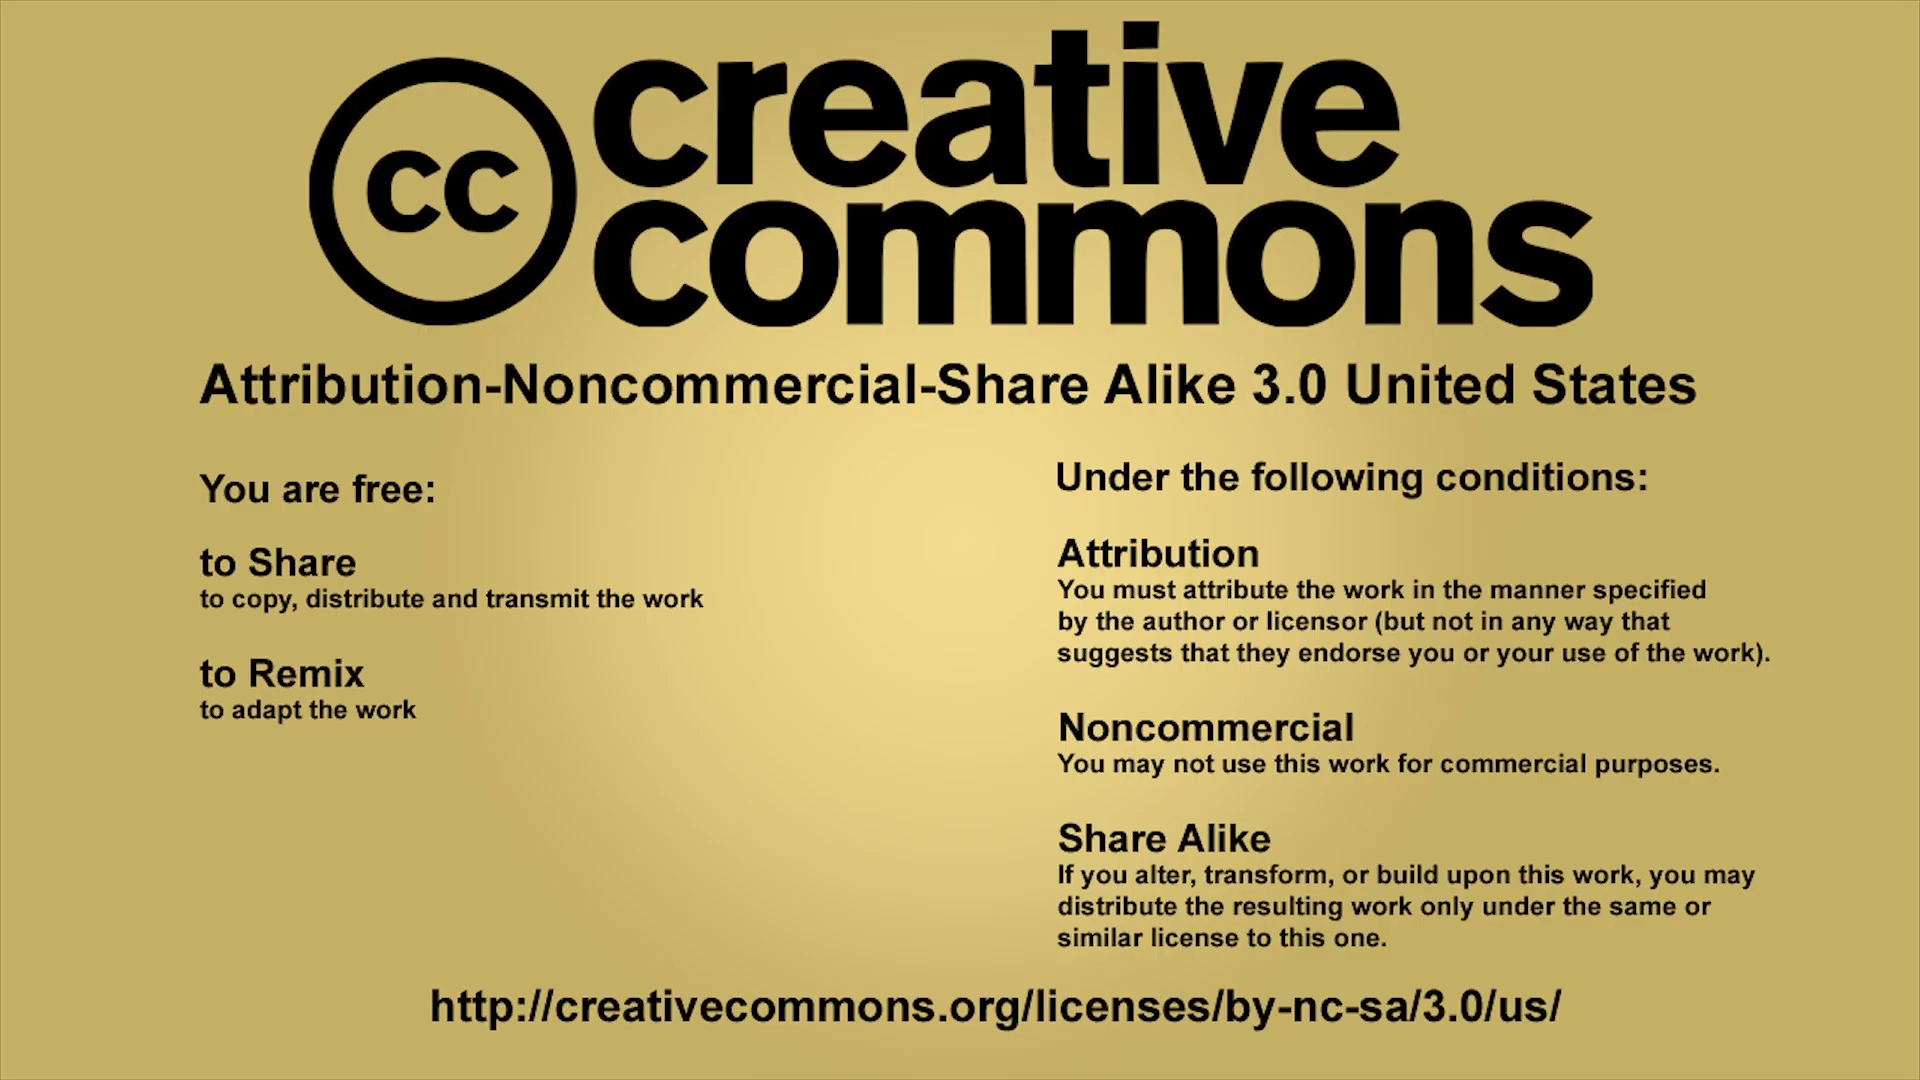 cc
creative
commons
Attribution-Noncommercial-Share Alike 3.0 United States
You are free:
to Share
to copy, distribute and transmit the work
to Remix
to adapt the work
Under the following conditions:
Attribution
You must attribute the work in the manner specified
by the author or licensor (but not in any way that
suggests that they endorse you or your use of the work).
Noncommercial
You may not use this work for commercial purposes.
Share Alike
If you alter, transform, or build upon this work, you may
distribute the resulting work only under the same or
similar license to this one.
http://creativecommons.org/licenses/by-nc-sa/3.0/us/